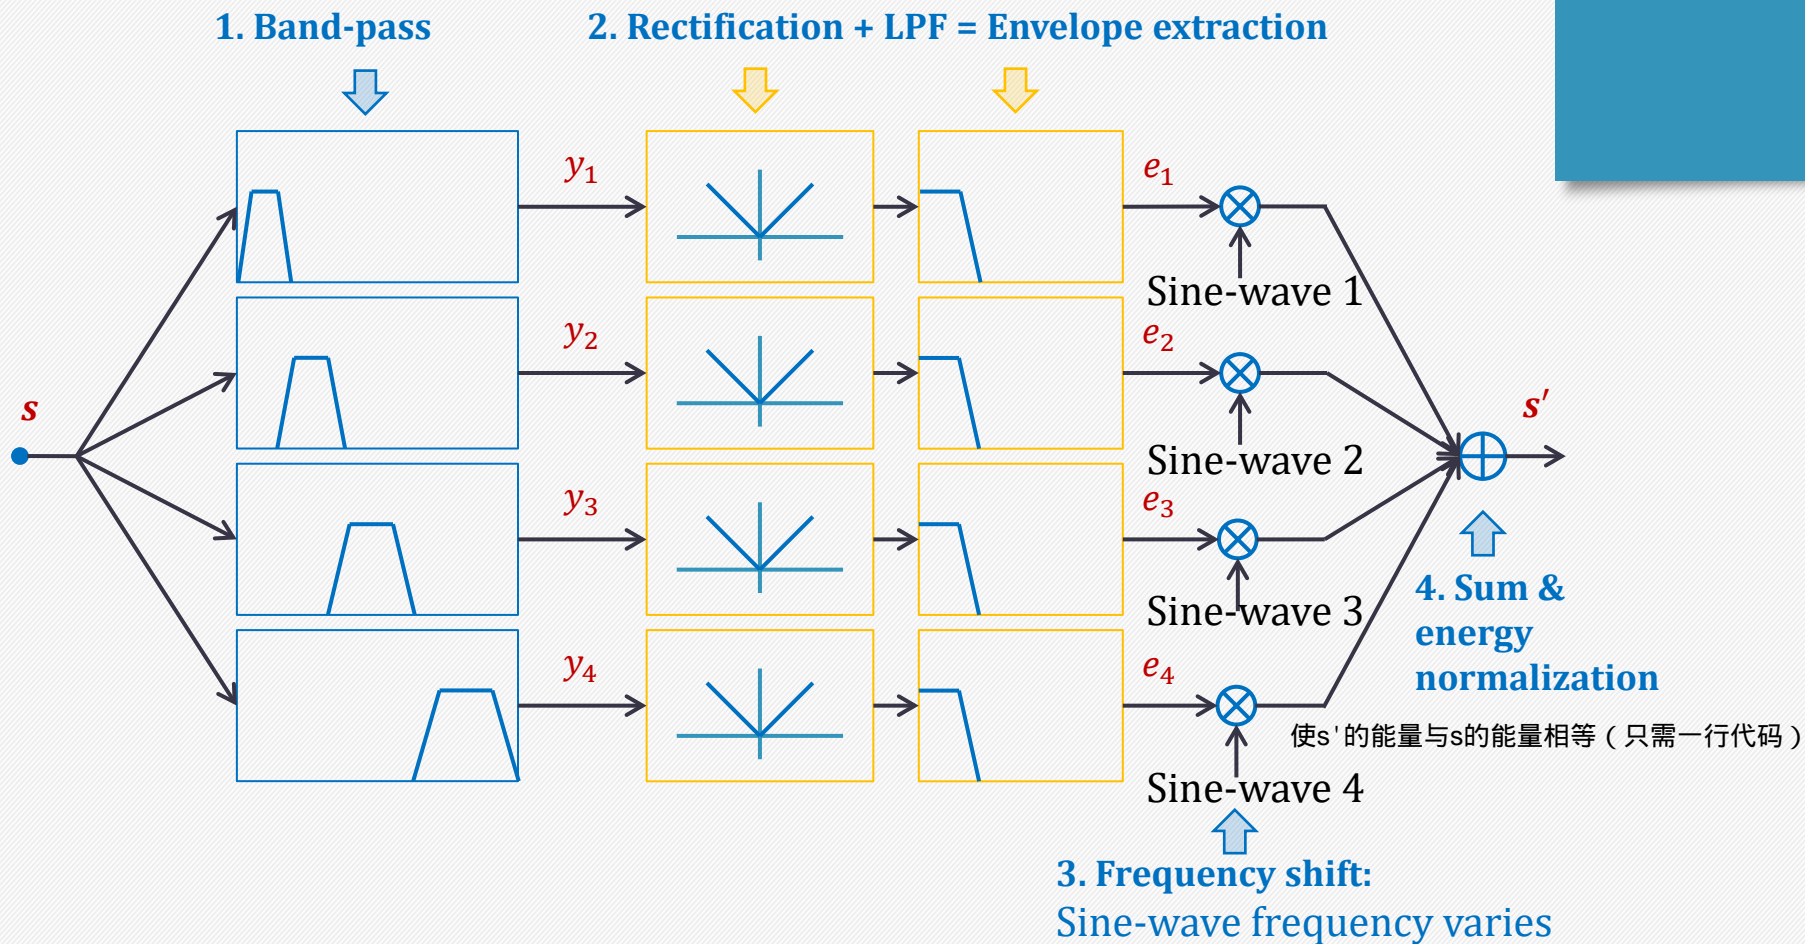 1. Band-pass
2. Rectification + LPF = Envelope extraction
y₁
e₁
Sine-wave 1
y₂
e₂
s
s′
Sine-wave 2
y₃
e₃
Sine-wave 3
4. Sum &
energy
normalization
y₄
e₄
使s'的能量与s的能量相等（只需一行代码）
Sine-wave 4
3. Frequency shift:
Sine-wave frequency varies